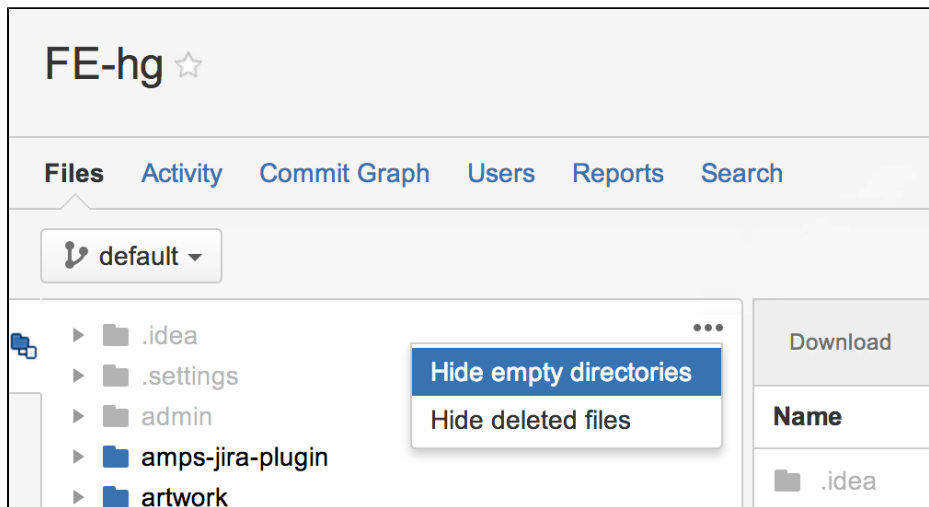 FE-hg
Files Activity Commit Graph Users Reports Search
default
.idea
.settings
admin
amps-jira-plugin
artwork
Hide empty directories
Hide deleted files
Download
Name
.idea